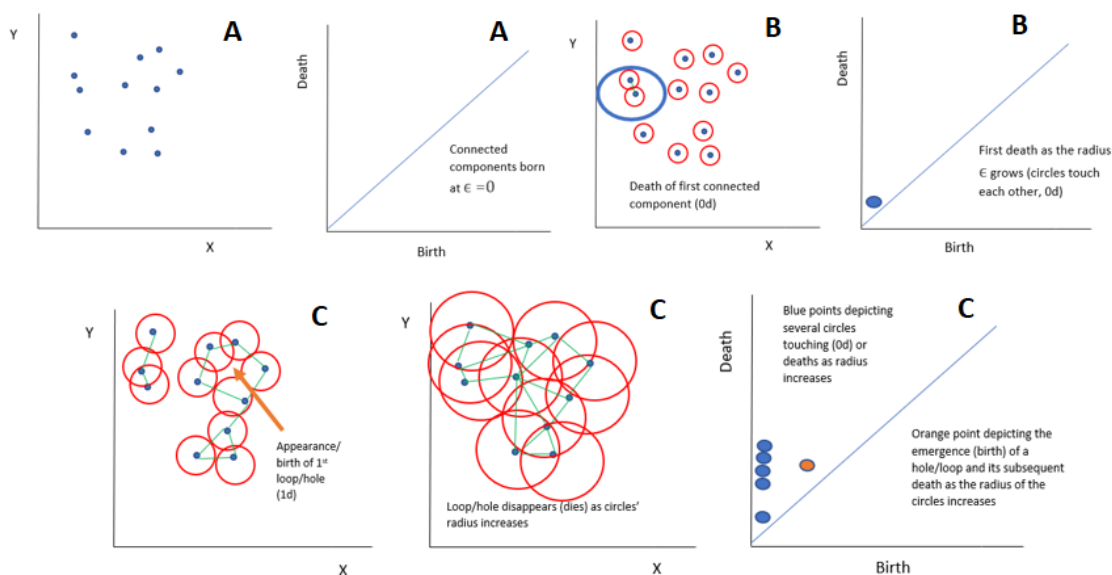 A
Y
X
A
Death
Connected
components born
at ϵ =0
Birth
B
Y
Death of first connected
component (0d)
X
B
Death
First death as the radius
ϵ grows (circles touch
each other, 0d)
Birth
C
Y
Appearance/
birth of 1st
loop/hole
(1d)
X
C
Y
Loop/hole disappears (dies) as circles'
radius increases
X
C
Death
Blue points depicting
several circles
touching (0d) or
deaths as radius
increases
Orange point depicting the
emergence (birth) of a
hole/loop and its subsequent
death as the radius of the
circles increases
Birth